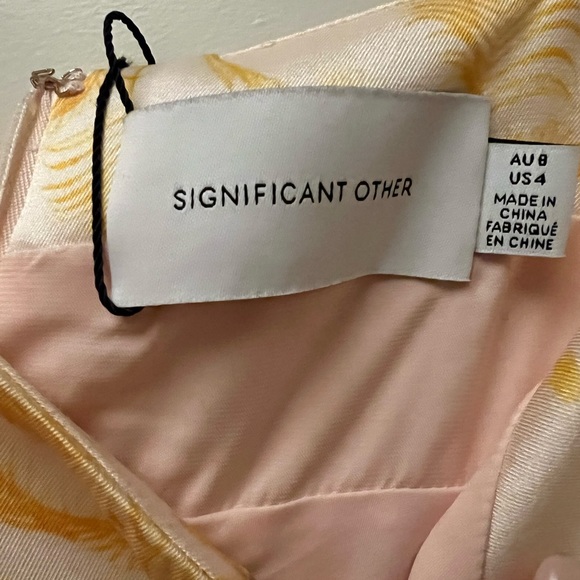 SIGNIFICANT OTHER
AU 8
US 4
MADE IN
CHINA
FABRIQUÉ
EN CHINE